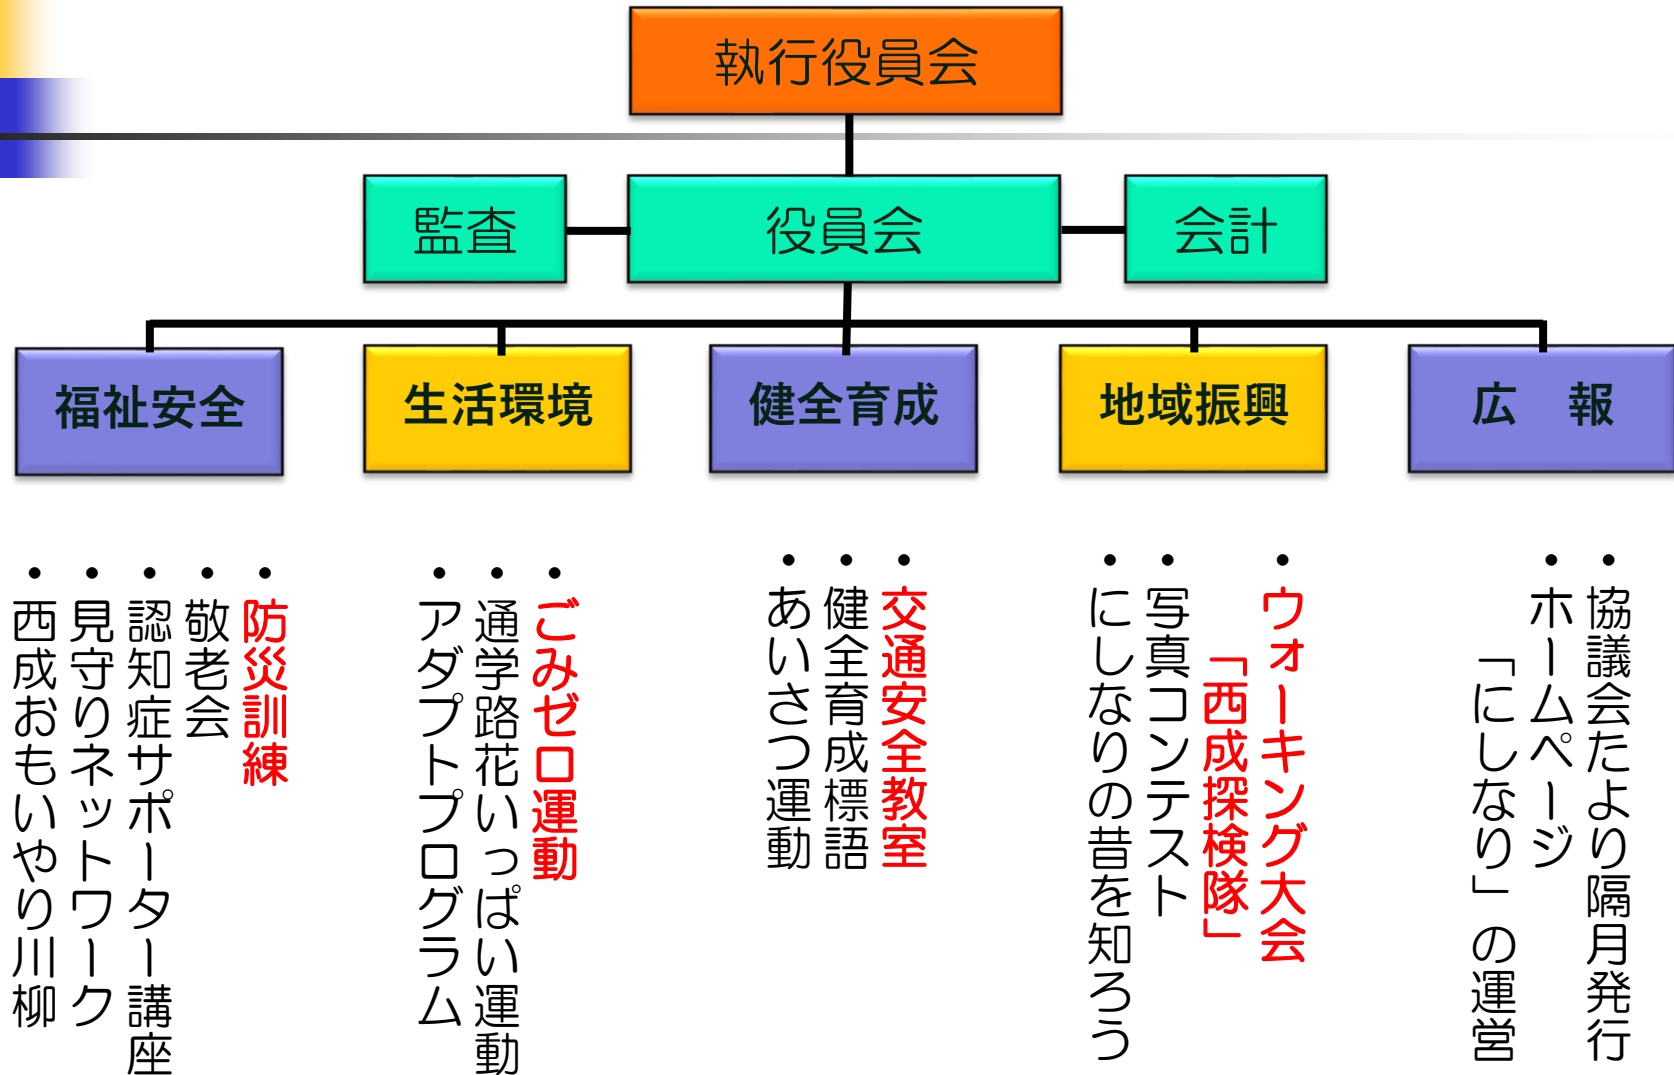 執行役員会
監査
役員会
会計
福祉安全
生活環境
健全育成
地域振興
広　報
・防災訓練
・敬老会
・認知症サポーター講座
・見守りネットワーク
・西成おもいやり川柳
・ごみゼロ運動
・通学路花いっぱい運動
・アダプトプログラム
・交通安全教室
・健全育成標語
・あいさつ運動
・ウォーキング大会
「西成探検隊」
・写真コンテスト
・にしなりの昔を知ろう
・協議会たより隔月発行
・ホームページ
「にしなり」の運営